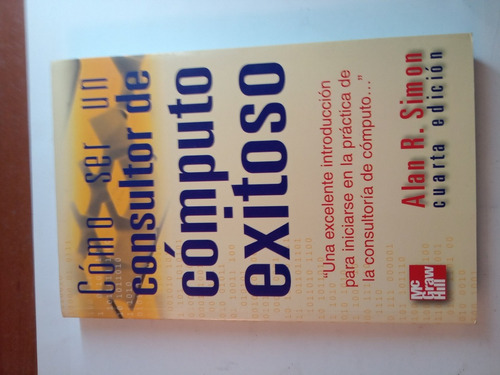 Cómo ser un
consultor de
cómputo
exitoso
"Una excelente introducción
para iniciarse en la práctica de
la consultoría de cómputo..."
Alan R. Simon
cuarta edición
Mc
Graw
Hill